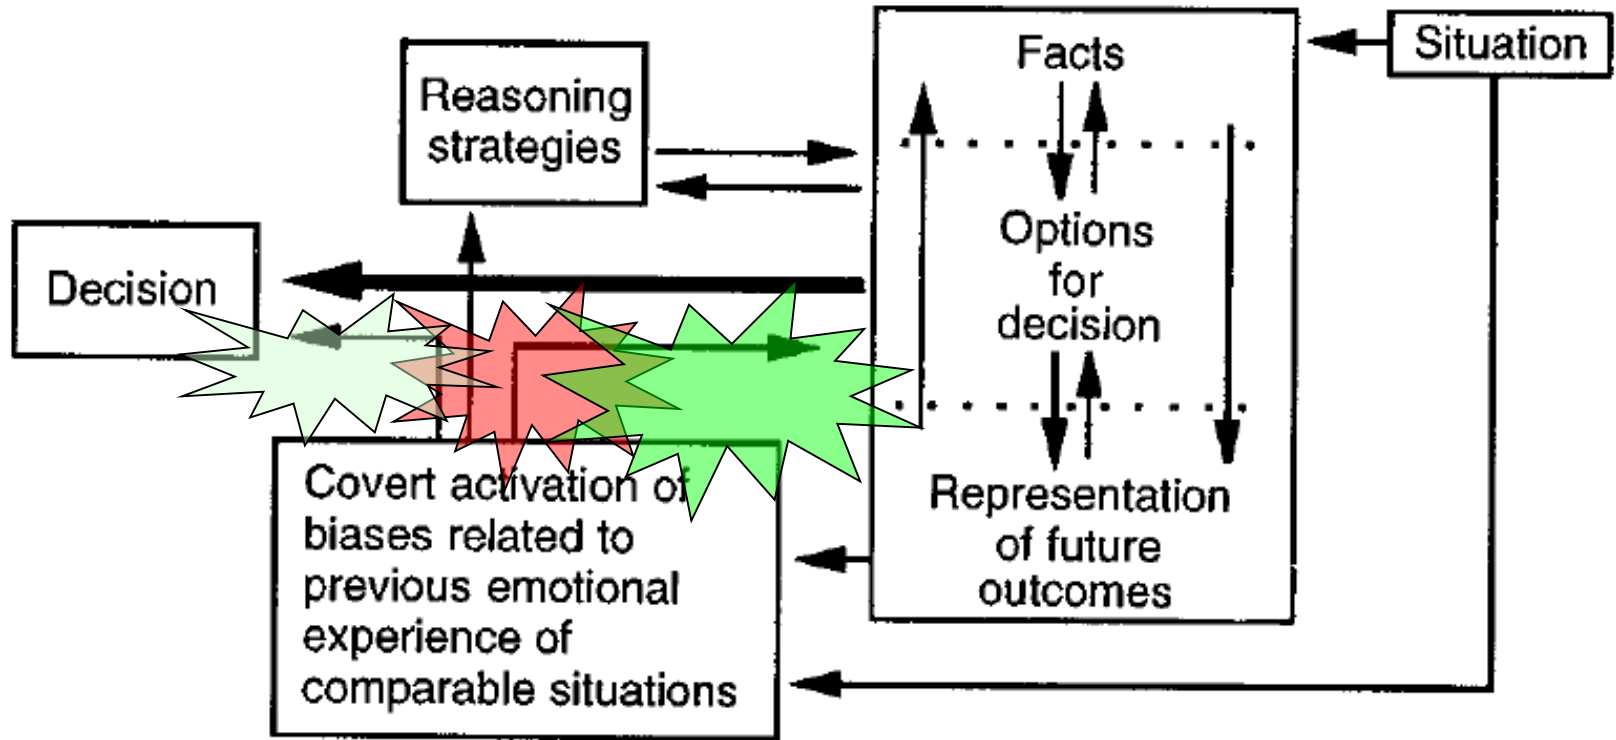 Reasoning
strategies
Facts
Situation
Decision
Options
for
decision
Covert activation of
biases related to
previous emotional
experience of
comparable situations
Representation
of future
outcomes